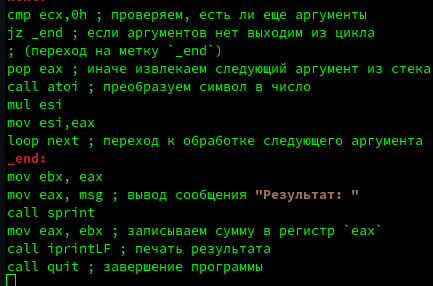 cmp ecx,0h ; проверяем, есть ли еще аргументы
jz _end ; если аргументов нет выходим из цикла
; (переход на метку `_end`)
pop eax ; иначе извлекаем следующий аргумент из стека
call atoi ; преобразуем символ в число
mul esi
mov esi,eax
loop next ; переход к обработке следующего аргумента
_end:
mov ebx, eax
mov eax, msg ; вывод сообщения "Результат: "
call sprint
mov eax, ebx ; записываем сумму в регистр `eax`
call iprintLF ; печать результата
call quit ; завершение программы